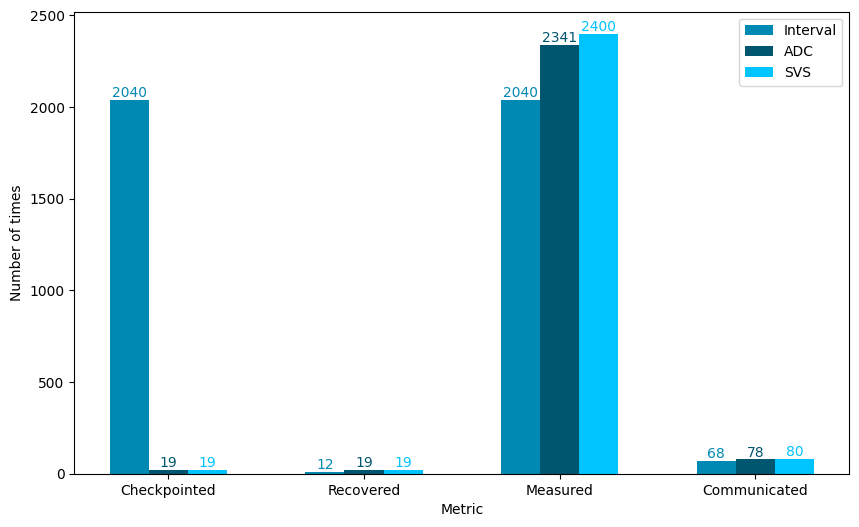 2500
2000
1500
1000
500
0
Number of times
2040
19
19
12
19
19
2040
2341
2400
68
78
80
Interval
ADC
SVS
Checkpointed
Recovered
Measured
Communicated
Metric